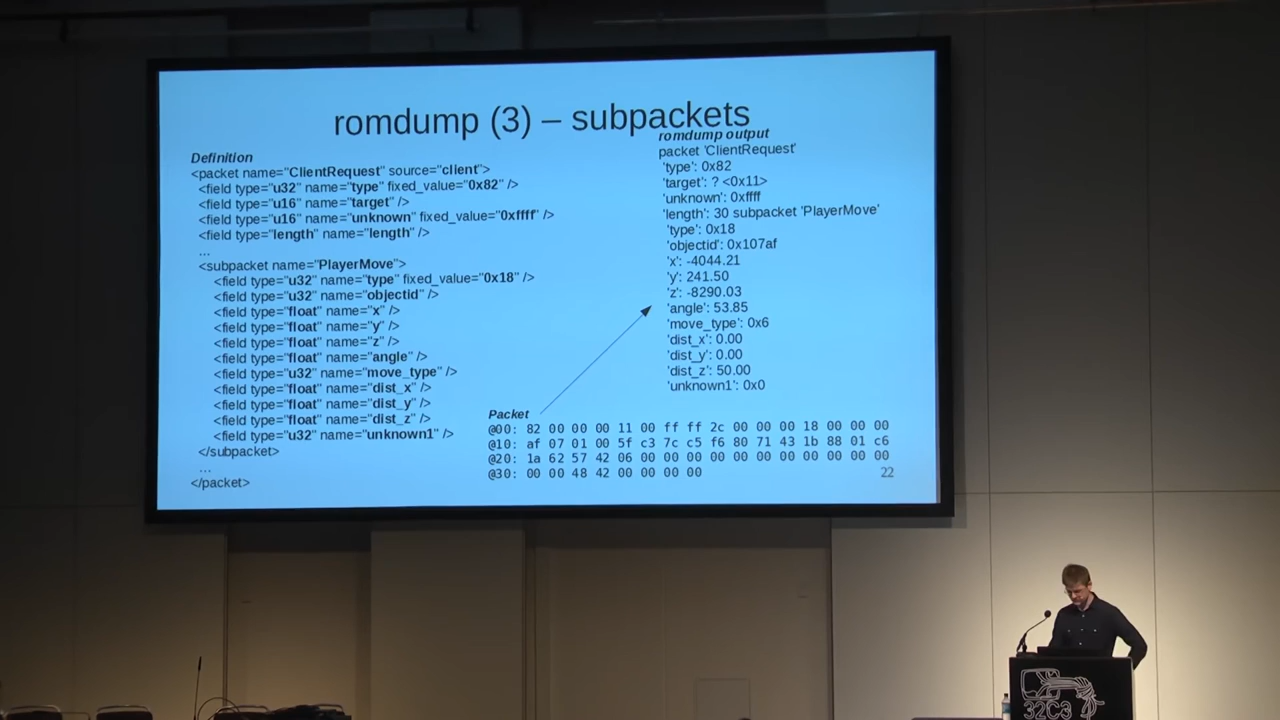 romdump (3) – subpackets
Definition
<packet name="ClientRequest" source="client">
<field type="u32" name="type" fixed_value="0x82" />
<field type="u16" name="target" />
<field type="u16" name="unknown" fixed_value="0xffff" />
<field type="length" name="length" />
...
<subpacket name="PlayerMove">
<field type="u32" name="type" fixed_value="0x18" />
<field type="u32" name="objectid" />
<field type="float" name="x" />
<field type="float" name="y" />
<field type="float" name="z" />
<field type="float" name="angle" />
<field type="u32" name="move_type" />
<field type="float" name="dist_x" />
<field type="float" name="dist_y" />
<field type="float" name="dist_z" />
<field type="u32" name="unknown1" />
</subpacket>
...
</packet>
romdump output
packet 'ClientRequest'
'type': 0x82
'target': ? <0x11>
'unknown': 0xffff
'length': 30 subpacket 'PlayerMove'
'type': 0x18
'objectid': 0x107af
'x': -4044.21
'y': 241.50
'z': -8290.03
'angle': 53.85
'move_type': 0x6
'dist_x': 0.00
'dist_y': 0.00
'dist_z': 50.00
'unknown1': 0x0
Packet
@00: 82 00 00 00 11 00 ff ff 2c 00 00 00 18 00 00 00
@10: af 07 01 00 5f c3 7c c5 f6 80 71 43 1b 88 01 c6
@20: 1a 62 57 42 06 00 00 00 00 00 00 00 00 00 00 00
@30: 00 00 48 42 00 00 00 00
22
32C3